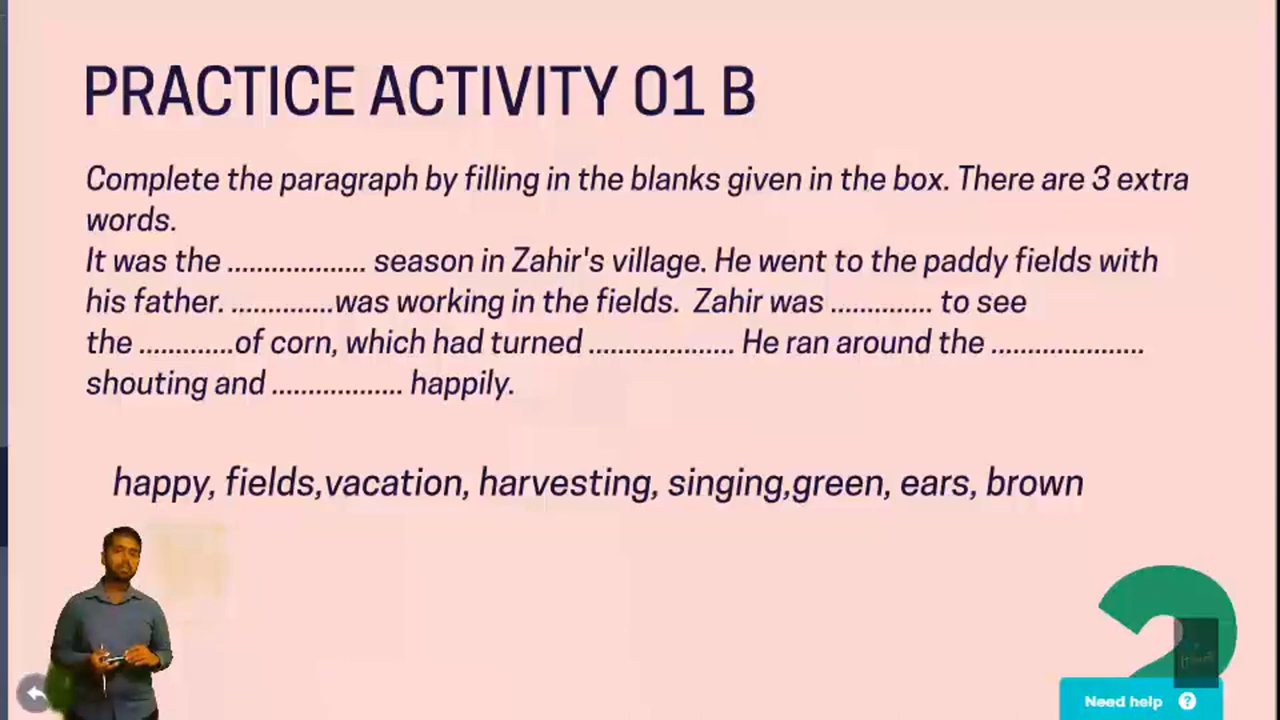 PRACTICE ACTIVITY 01 B
Complete the paragraph by filling in the blanks given in the box. There are 3 extra
words.
It was the ................... season in Zahir's village. He went to the paddy fields with
his father. ..............was working in the fields.  Zahir was .............. to see
the .............of corn, which had turned .................... He ran around the .....................
shouting and .................. happily.
happy, fields,vacation, harvesting, singing,green, ears, brown
2
Need help ?